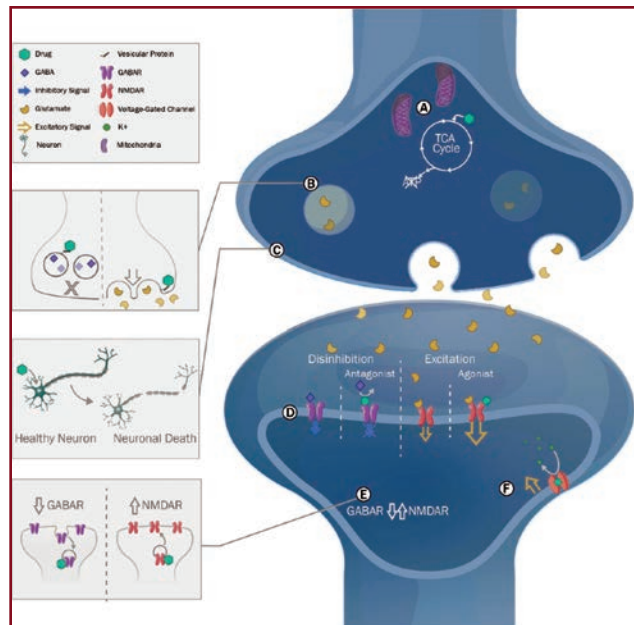 Drug
Vesicular Protein
GABA
GABAR
Inhibitory Signal
NMDAR
Glutamate
Voltage-Gated Channel
Excitatory Signal
K+
Neuron
Mitochondria
A
TCA
Cycle
B
C
Healthy Neuron
Neuronal Death
Disinhibition
Excitation
Antagonist
Agonist
D
E
F
GABAR NMDAR
GABAR
NMDAR